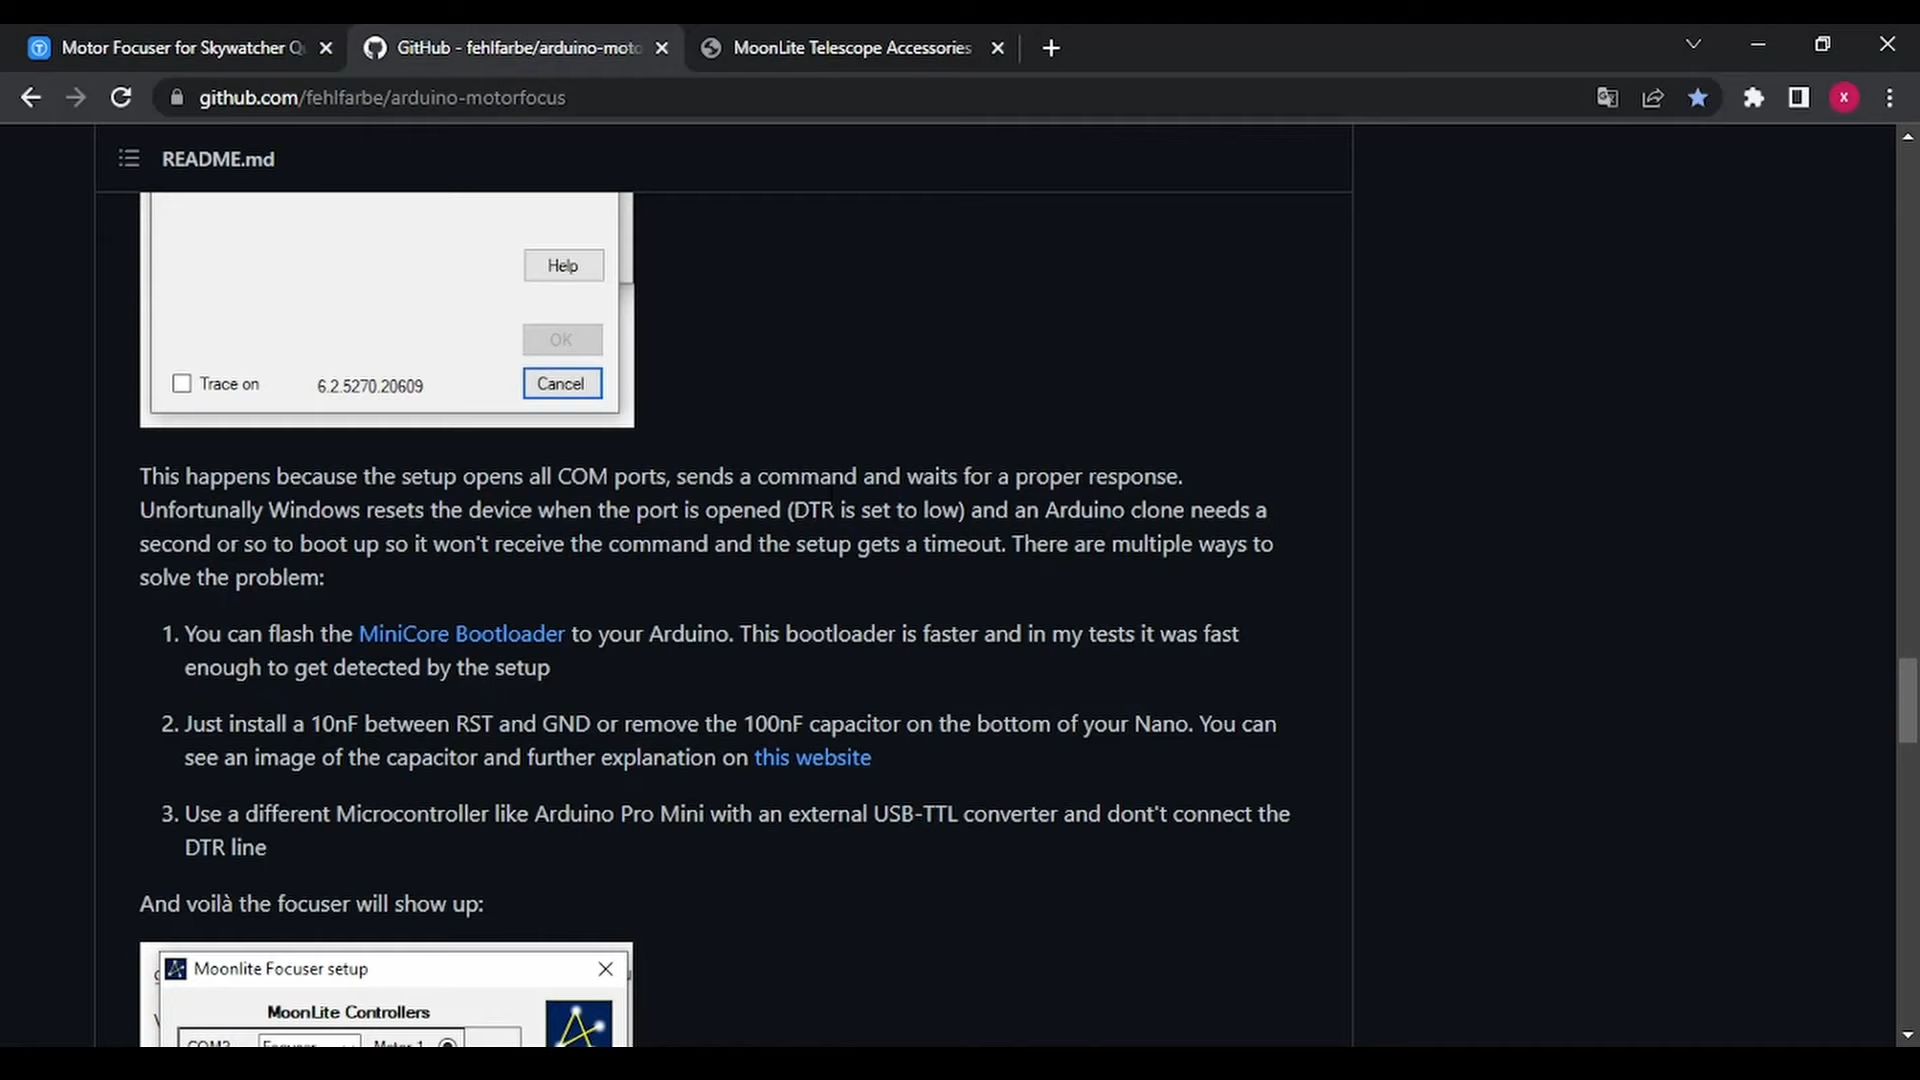 Motor Focuser for Skywatcher Qu
GitHub - fehlfarbe/arduino-moto
MoonLite Telescope Accessories
github.com/fehlfarbe/arduino-motorfocus
x
README.md
Help
OK
Trace on
6.2.5270.20609
Cancel
This happens because the setup opens all COM ports, sends a command and waits for a proper response.
Unfortunally Windows resets the device when the port is opened (DTR is set to low) and an Arduino clone needs a
second or so to boot up so it won't receive the command and the setup gets a timeout. There are multiple ways to
solve the problem:
1. You can flash the MiniCore Bootloader to your Arduino. This bootloader is faster and in my tests it was fast
enough to get detected by the setup
2. Just install a 10nF between RST and GND or remove the 100nF capacitor on the bottom of your Nano. You can
see an image of the capacitor and further explanation on this website
3. Use a different Microcontroller like Arduino Pro Mini with an external USB-TTL converter and dont't connect the
DTR line
And voilà the focuser will show up:
Moonlite Focuser setup
MoonLite Controllers
Focuser
Motor 1